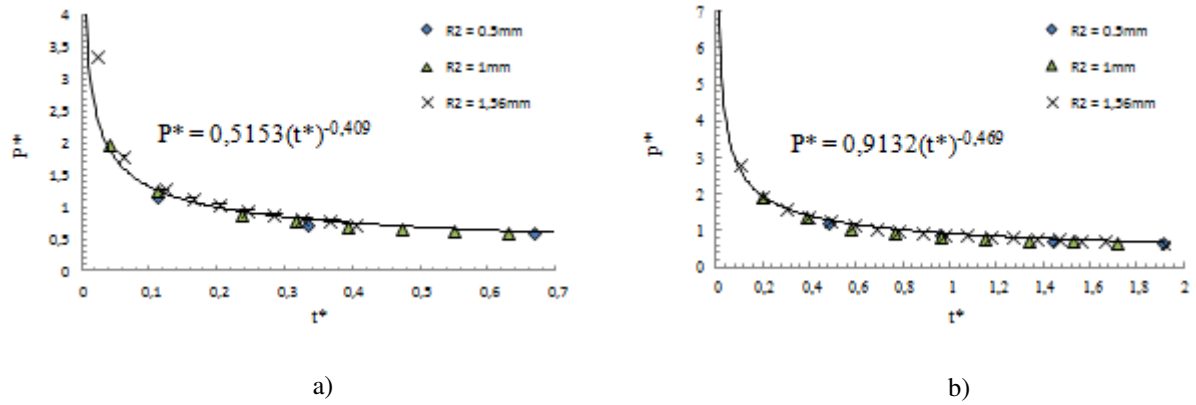 4
3,5
3
2,5
2
1,5
1
0,5
0
P*
0 0,1 0,2 0,3 0,4 0,5 0,6 0,7
t*
R2 = 0.5mm
R2 = 1mm
R2 = 1,56mm
P* = 0,5153(t*)-0,409
a)
7
6
5
4
3
2
1
0
P*
0 0,2 0,4 0,6 0,8 1 1,2 1,4 1,6 1,8 2
t*
R2 = 0.5mm
R2 = 1mm
R2 = 1,56mm
P* = 0,9132(t*)-0,469
b)